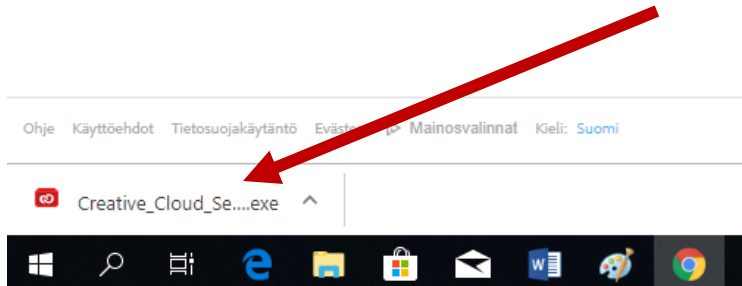 Ohje Käyttöehdot Tietosuojakäytäntö Mainosvalinnat Kieli: Suomi
Creative_Cloud_Se....exe